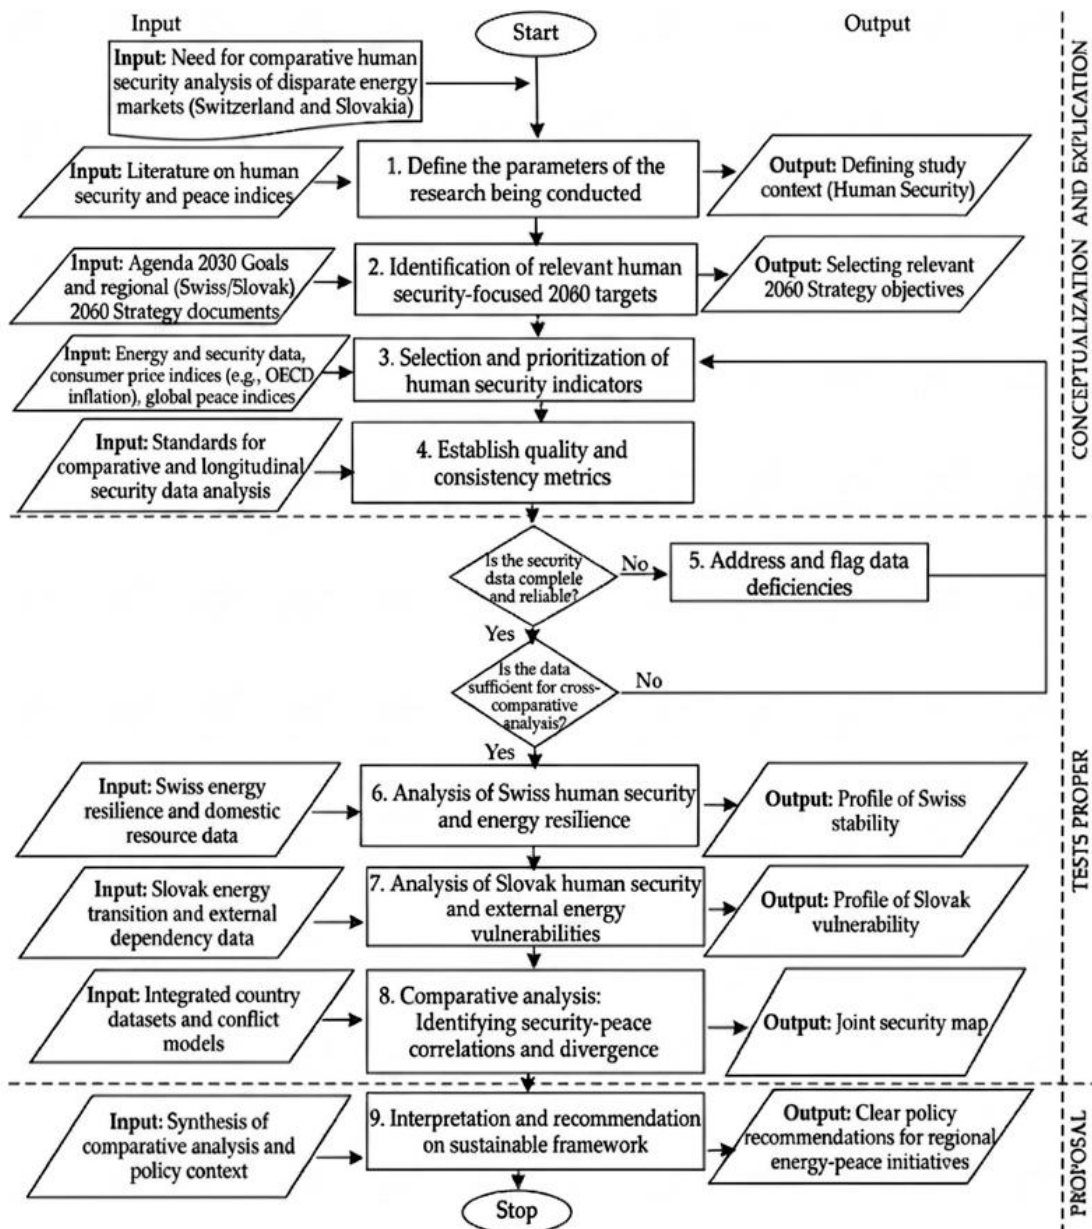 Input
Start
Output
Input: Need for comparative human
security analysis of disparate energy
markets (Switzerland and Slovakia)
Input: Literature on human
security and peace indices
1. Define the parameters of the
research being conducted
Output: Defining study
context (Human Security)
Input: Agenda 2030 Goals
and regional (Swiss/5lovak)
2060 Strategy documents
2. Identification of relevant human
security-focused 2060 targets
Output: Selecting relevant
2060 Strategy objectives
Input: Energy and security data,
consumer price indices (e.g., OECD
inflation), global peace indices
3. Selection and prioritization of
human security indicators
Input: Standards for
comparative and longitudinal
security data analysis
4. Establish quality and
consistency metrics
CONCEPTUALIZATION AND EXPLICATION
Is the security
dsta complele
and reliable?
No
5. Address and flag data
deficiencies
Yes
Is the data
sufficient for cross-
comparative
analysis?
No
Yes
Input: Swiss energy
resilience and domestic
resource data
6. Analysis of Swiss human security
and energy resilience
Output: Profile of Swiss
stability
Input: Slovak energy
transition and external
dependency data
7. Analysis of Slovak human security
and external energy
vulnerabilities
Output: Profile of Slovak
vulnerability
Inpɑt: Integrated country
datasets and conflict
models
8. Comparative analysis:
Identifying security-peace
correlations and divergence
Output: Joint security map
TESTS PROPER
Input: Synthesis of
comparative analysis and
policy context
9. Interpretation and recommendation
on sustainable framework
Output: Clear policy
recommendations for regional
energy-peace initiatives
Stop
PROPOSAL